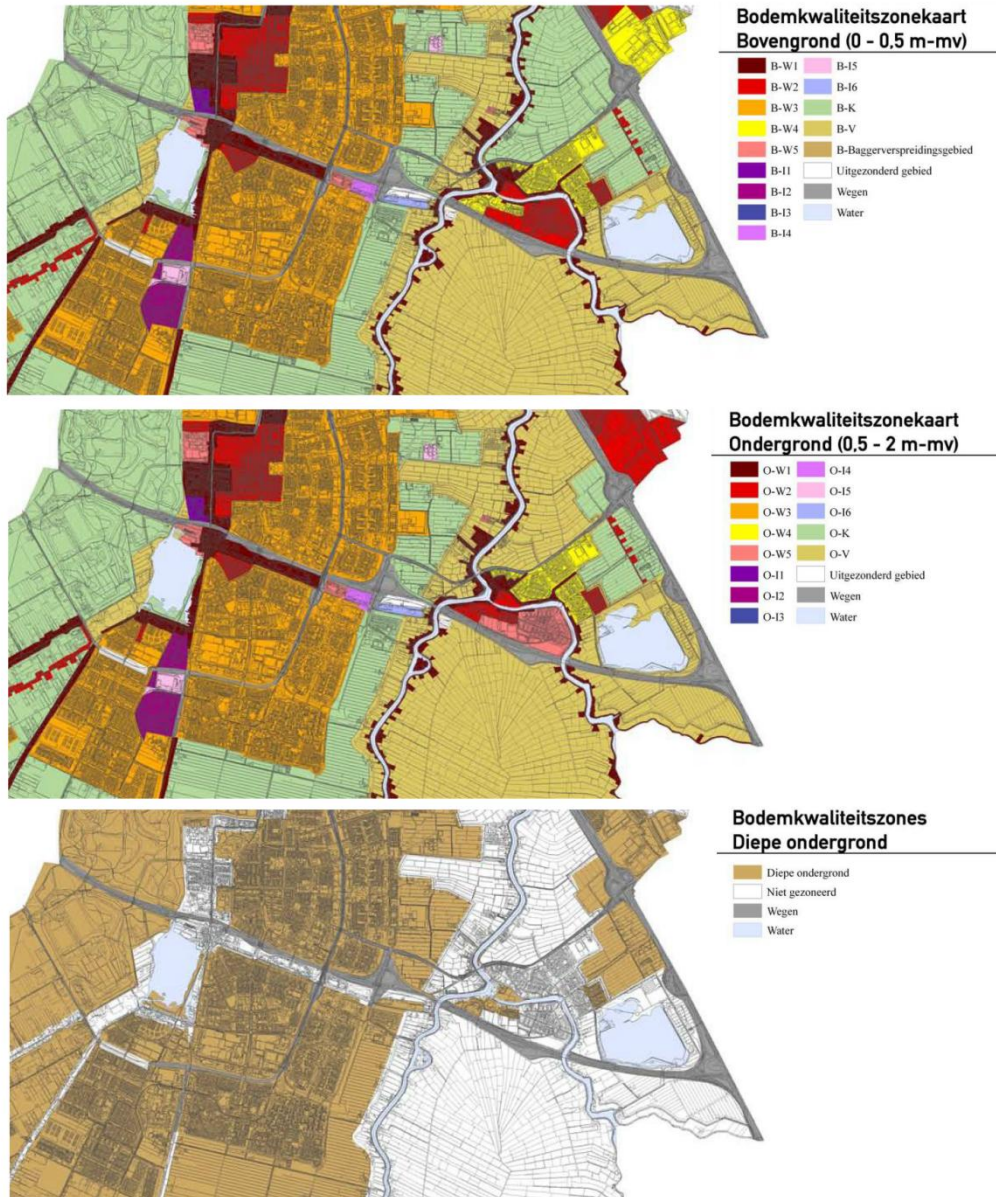 Bodemkwaliteitszonekaart
Bovengrond (0 - 0,5 m-mv)
B-W1 B-I5
B-W2 B-I6
B-W3 B-K
B-W4 B-V
B-W5 B-Baggerverspreidingsgebied
B-I1 Uitgezonderd gebied
B-I2 Wegen
B-I3 Water
B-I4
Bodemkwaliteitszonekaart
Ondergrond (0,5 - 2 m-mv)
O-W1 O-I4
O-W2 O-I5
O-W3 O-I6
O-W4 O-K
O-W5 O-V
O-I1 Uitgezonderd gebied
O-I2 Wegen
O-I3 Water
Bodemkwaliteitszones
Diepe ondergrond
Diepe ondergrond
Niet gezoneerd
Wegen
Water